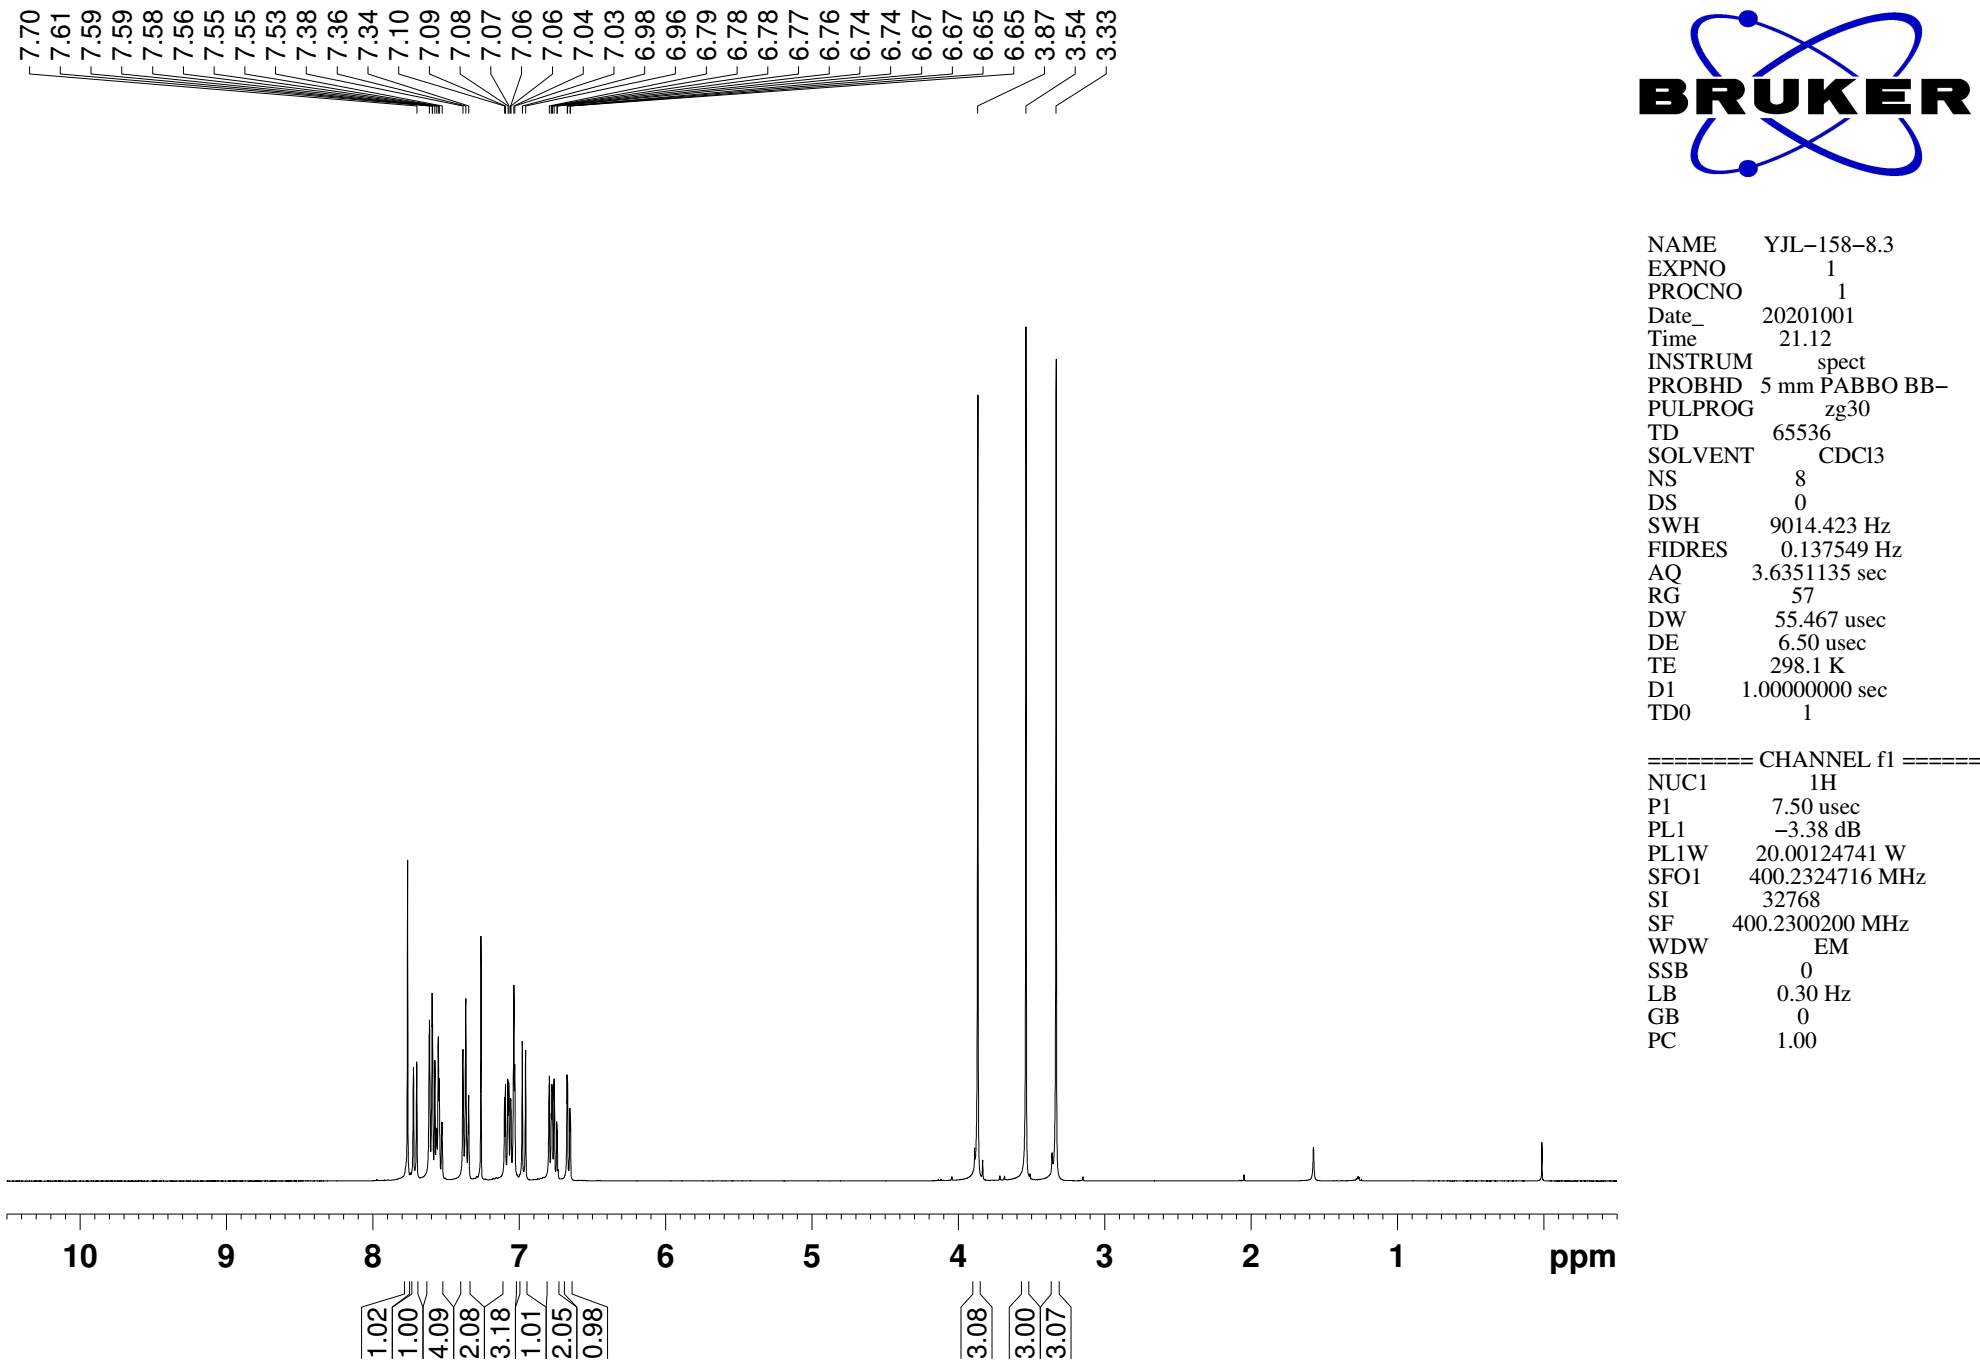 7.70
7.61
7.59
7.59
7.58
7.56
7.55
7.55
7.53
7.38
7.36
7.34
7.10
7.09
7.08
7.07
7.06
7.06
7.04
7.03
6.98
6.96
6.79
6.78
6.78
6.77
6.76
6.74
6.74
6.67
6.67
6.65
6.65
3.87
3.54
3.33
BRUKER
NAME YJL-158-8.3
EXPNO 1
PROCNO 1
Date_ 20201001
Time 21.12
INSTRUM spect
PROBHD 5 mm PABBO BB-
PULPROG zg30
TD 65536
SOLVENT CDCl3
NS 8
DS 0
SWH 9014.423 Hz
FIDRES 0.137549 Hz
AQ 3.6351135 sec
RG 57
DW 55.467 usec
DE 6.50 usec
TE 298.1 K
D1 1.00000000 sec
TD0 1
======== CHANNEL f1 ======
NUC1 1H
P1 7.50 usec
PL1 -3.38 dB
PL1W 20.00124741 W
SFO1 400.2324716 MHz
SI 32768
SF 400.2300200 MHz
WDW EM
SSB 0
LB 0.30 Hz
GB 0
PC 1.00
10 9 8 7 6 5 4 3 2 1 ppm
1.02
1.00
4.09
2.08
3.18
1.01
2.05
0.98
3.08
3.00
3.07